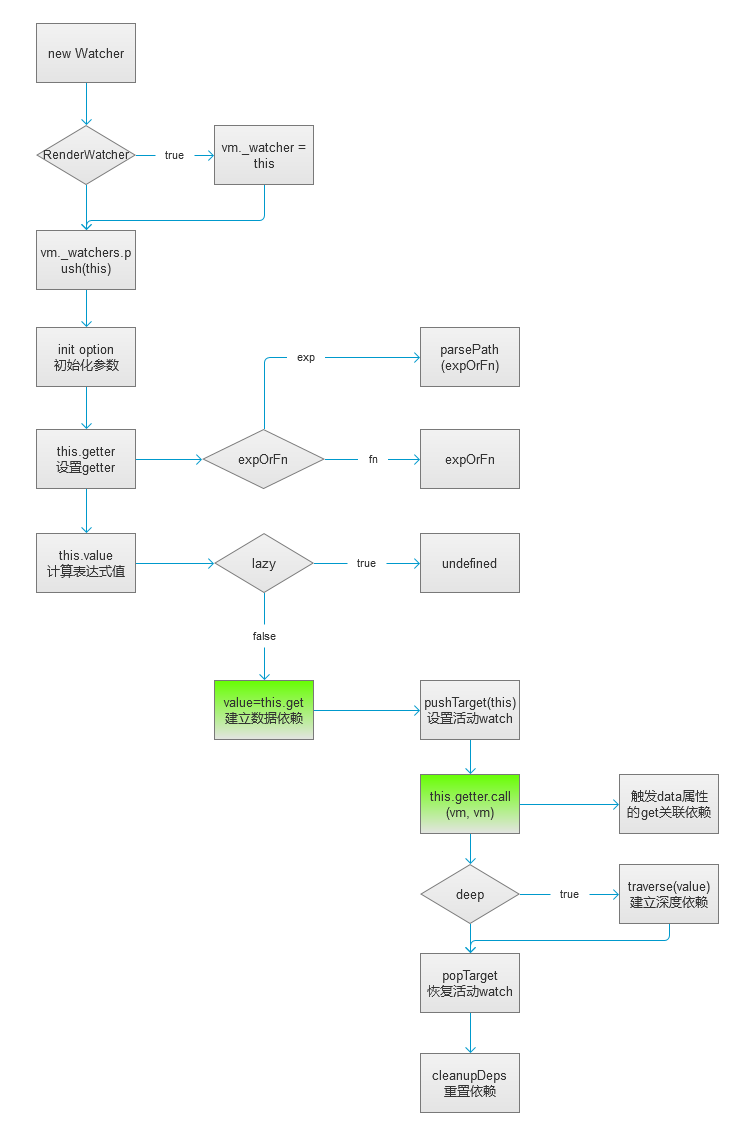 new Watcher
RenderWatcher
true
vm._watcher =
this
vm._watchers.p
ush(this)
init option
初始化参数
exp
parsePath
(expOrFn)
this.getter
设置getter
expOrFn
fn
expOrFn
this.value
计算表达式值
lazy
true
undefined
false
value=this.get
建立数据依赖
pushTarget(this)
设置活动watch
this.getter.call
(vm, vm)
触发data属性
的get关联依赖
deep
true
traverse(value)
建立深度依赖
popTarget
恢复活动watch
cleanupDeps
重置依赖